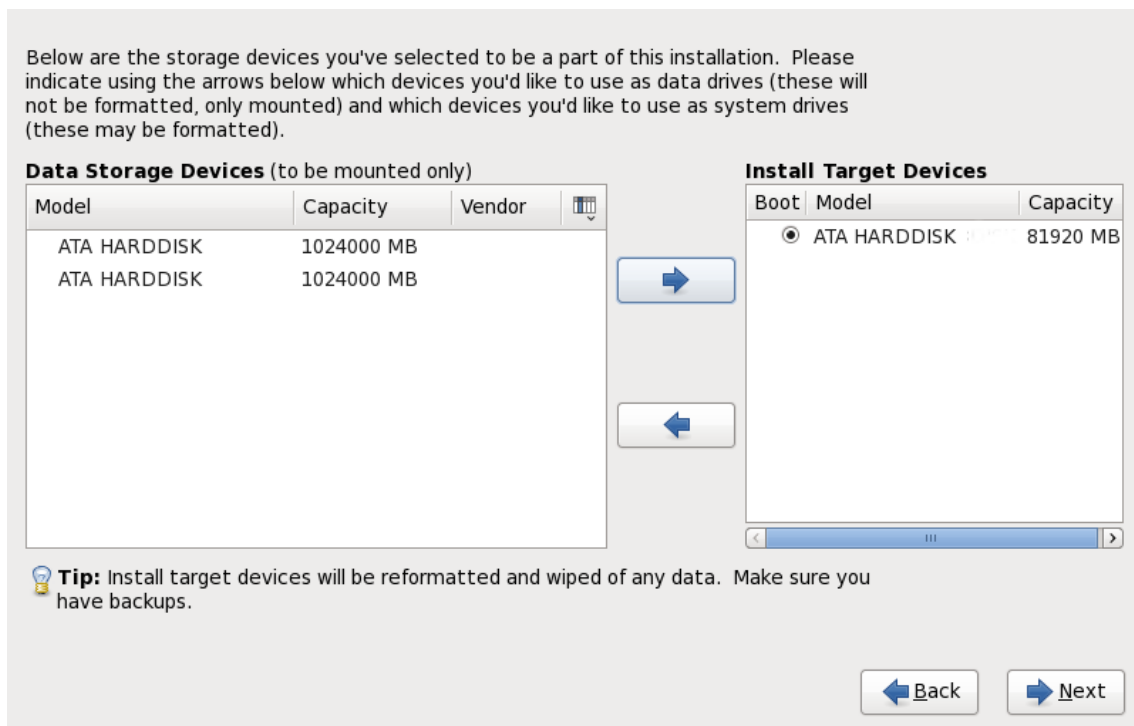 Below are the storage devices you've selected to be a part of this installation.  Please
indicate using the arrows below which devices you'd like to use as data drives (these will
not be formatted, only mounted) and which devices you'd like to use as system drives
(these may be formatted).
Data Storage Devices (to be mounted only)
Model Capacity Vendor
ATA HARDDISK 1024000 MB
ATA HARDDISK 1024000 MB
Install Target Devices
Boot Model Capacity
ATA HARDDISK 81920 MB
Tip: Install target devices will be reformatted and wiped of any data.  Make sure you
have backups.
Back Next